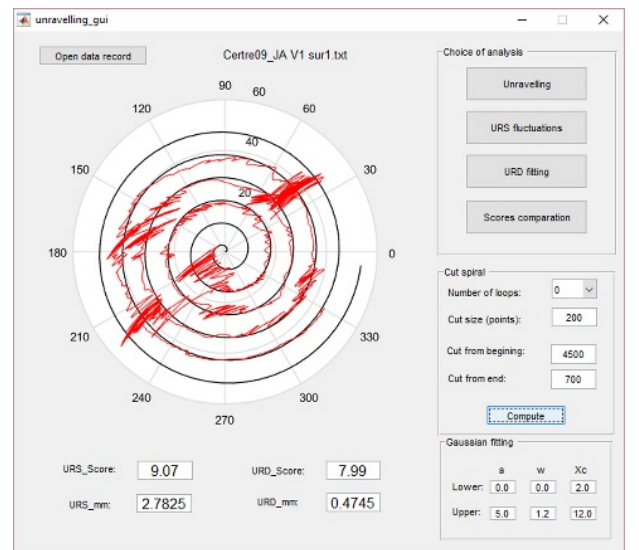 unravelling_gui
Open data record
Certre09_JA V1 sur1.txt
90
60
120
60
40
150
30
20
180
0
210
330
240
300
270
URS_Score: 9.07
URD_Score: 7.99
URS_mm: 2.7825
URD_mm: 0.4745
Choice of analysis
Unravelling
URS fluctuations
URD fitting
Scores comparation
Cut spiral
Number of loops: 0
Cut size (points): 200
Cut from begining: 4500
Cut from end: 700
Compute
Gaussian fitting
a w Xc
Lower: 0.0 0.0 2.0
Upper: 5.0 1.2 12.0